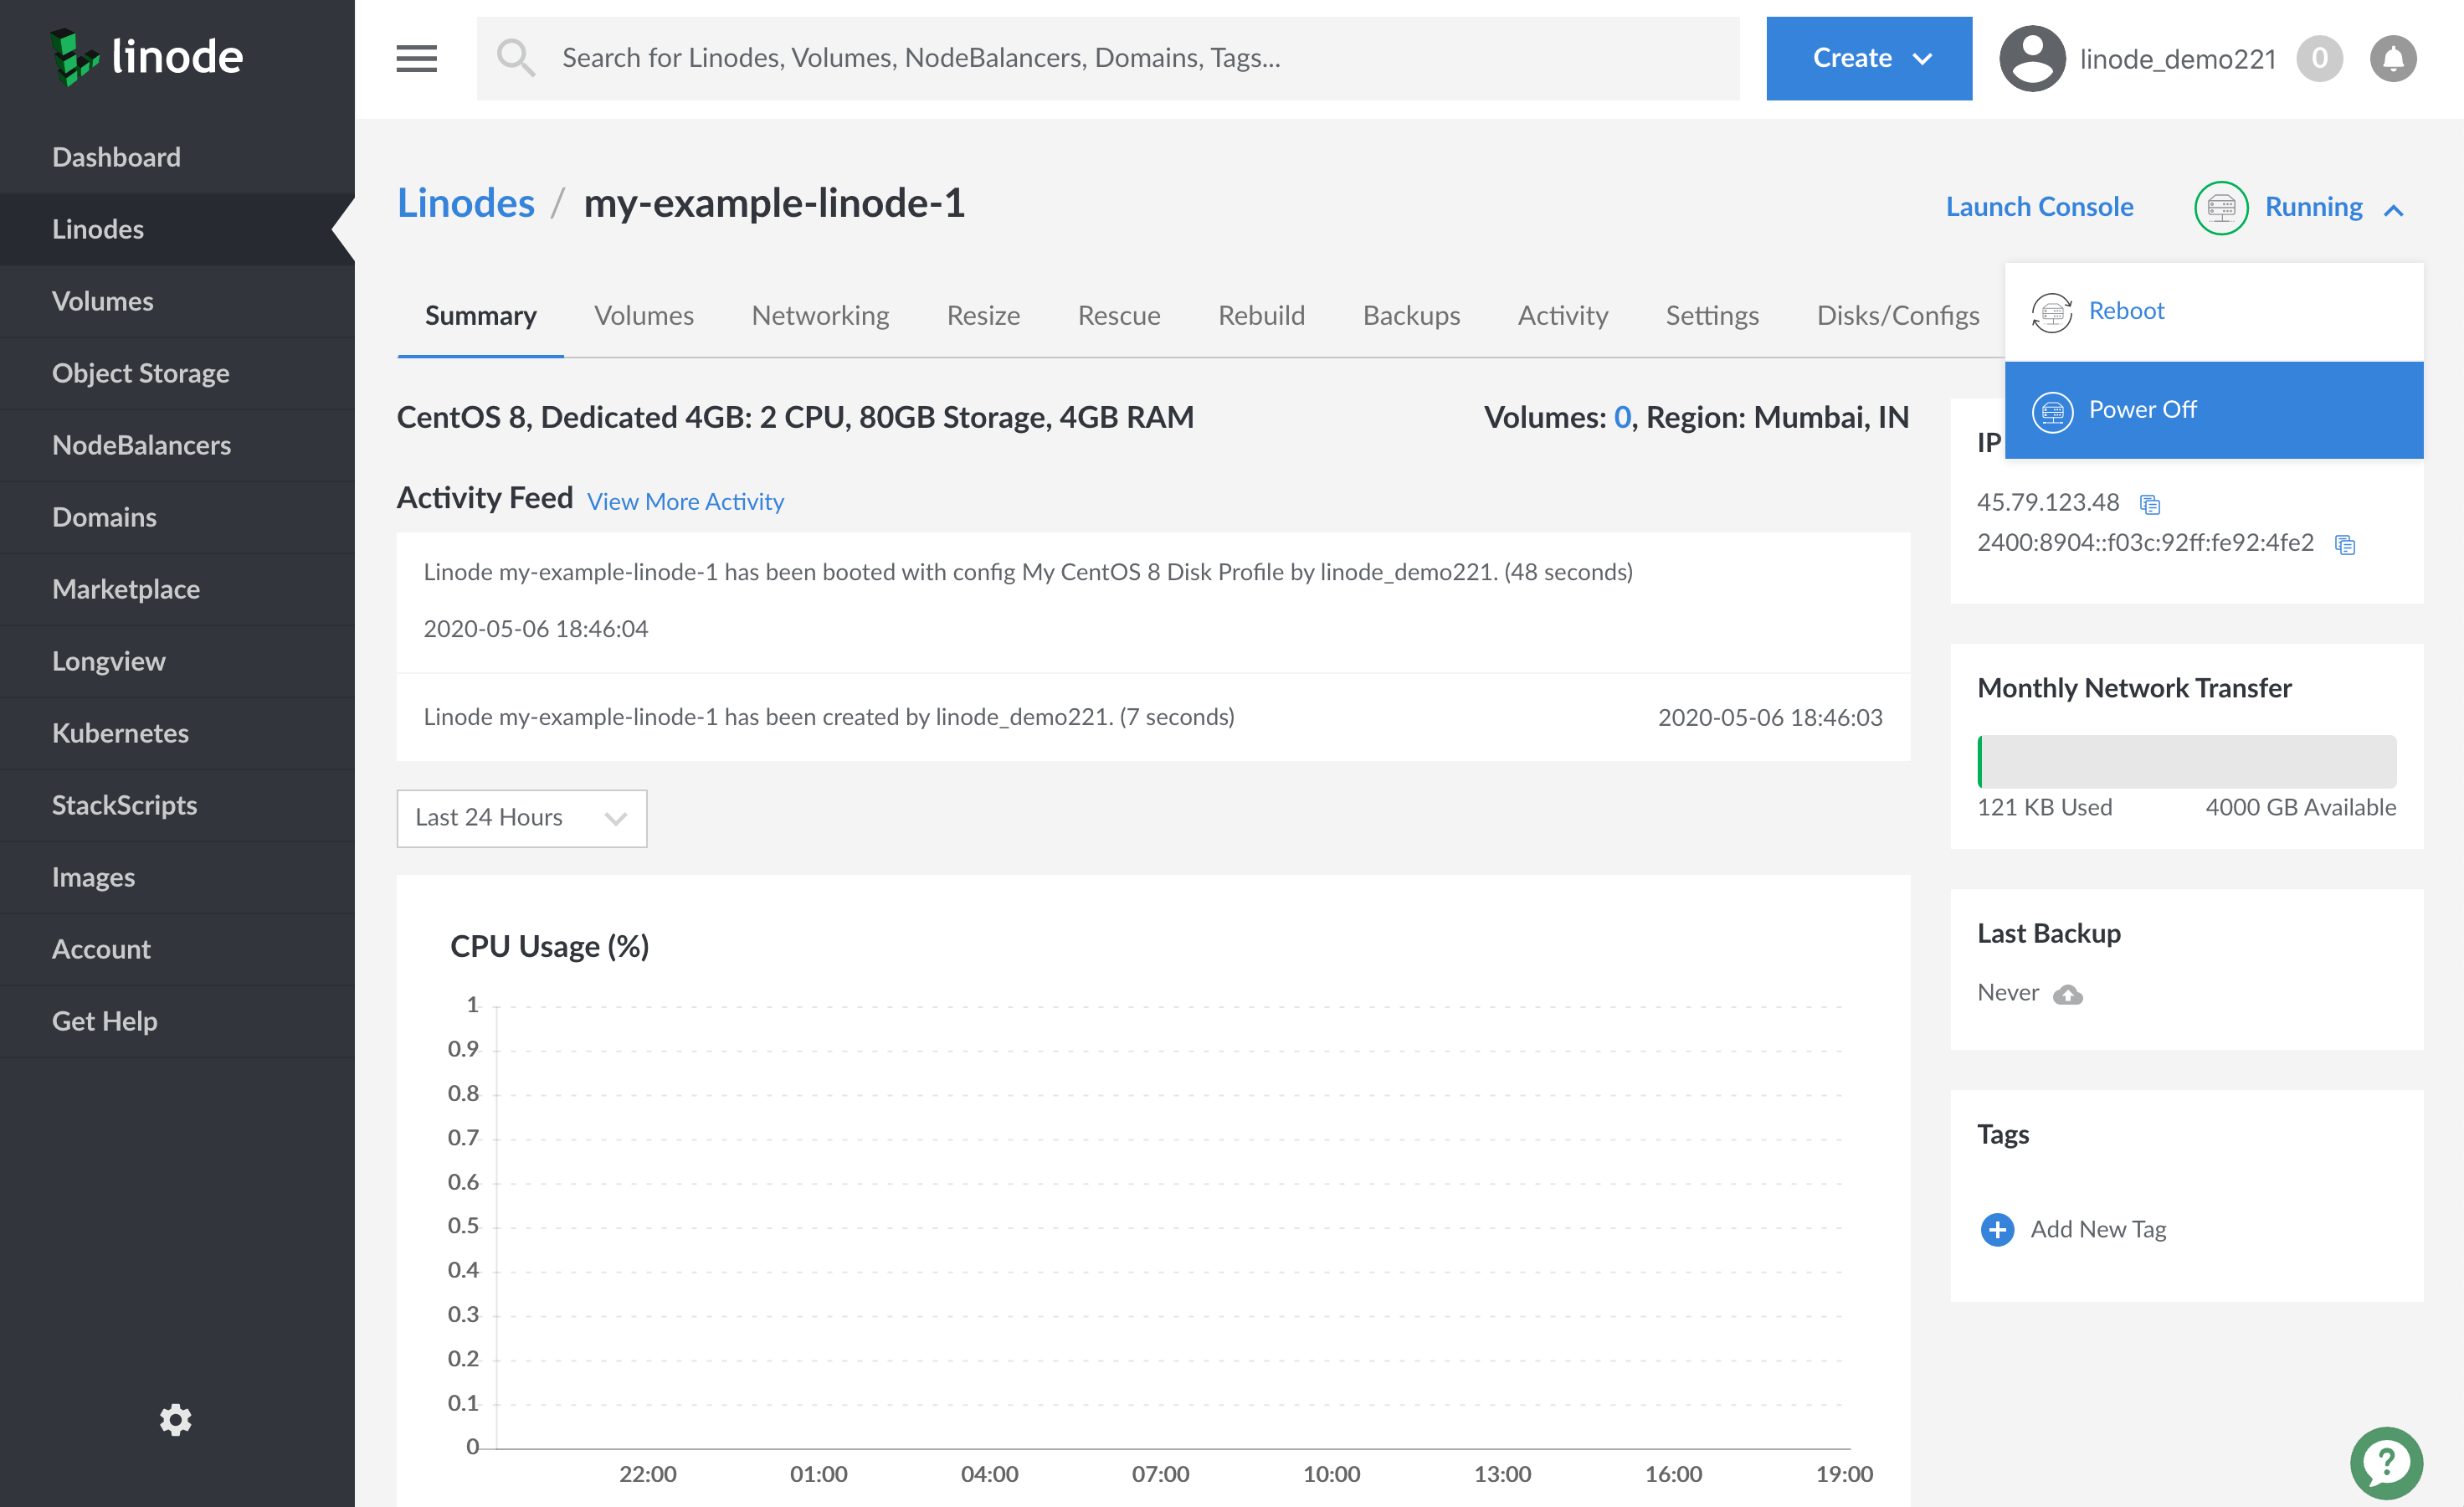 linode
Search for Linodes, Volumes, NodeBalancers, Domains, Tags...
Create
linode_demo221
0
Dashboard
Linodes
Volumes
Object Storage
NodeBalancers
Domains
Marketplace
Longview
Kubernetes
StackScripts
Images
Account
Get Help
Linodes / my-example-linode-1
Launch Console
Running
Reboot
Power Off
Summary Volumes Networking Resize Rescue Rebuild Backups Activity Settings Disks/Configs
CentOS 8, Dedicated 4GB: 2 CPU, 80GB Storage, 4GB RAM
Volumes: 0, Region: Mumbai, IN
Activity Feed View More Activity
Linode my-example-linode-1 has been booted with config My CentOS 8 Disk Profile by linode_demo221. (48 seconds)
2020-05-06 18:46:04
Linode my-example-linode-1 has been created by linode_demo221. (7 seconds)
2020-05-06 18:46:03
Last 24 Hours
CPU Usage (%)
1
0.9
0.8
0.7
0.6
0.5
0.4
0.3
0.2
0.1
0
22:00 01:00 04:00 07:00 10:00 13:00 16:00 19:00
IP
45.79.123.48
2400:8904::f03c:92ff:fe92:4fe2
Monthly Network Transfer
121 KB Used 4000 GB Available
Last Backup
Never
Tags
+ Add New Tag
?